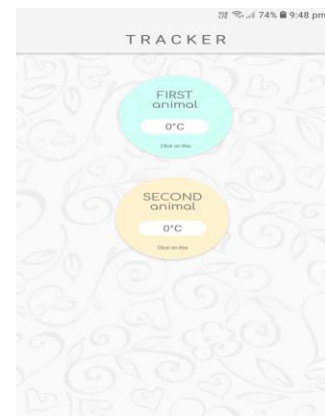 74% 9:48 pm
TRACKER
FIRST
animal
0°C
Click on this
SECOND
animal
0°C
Click on this